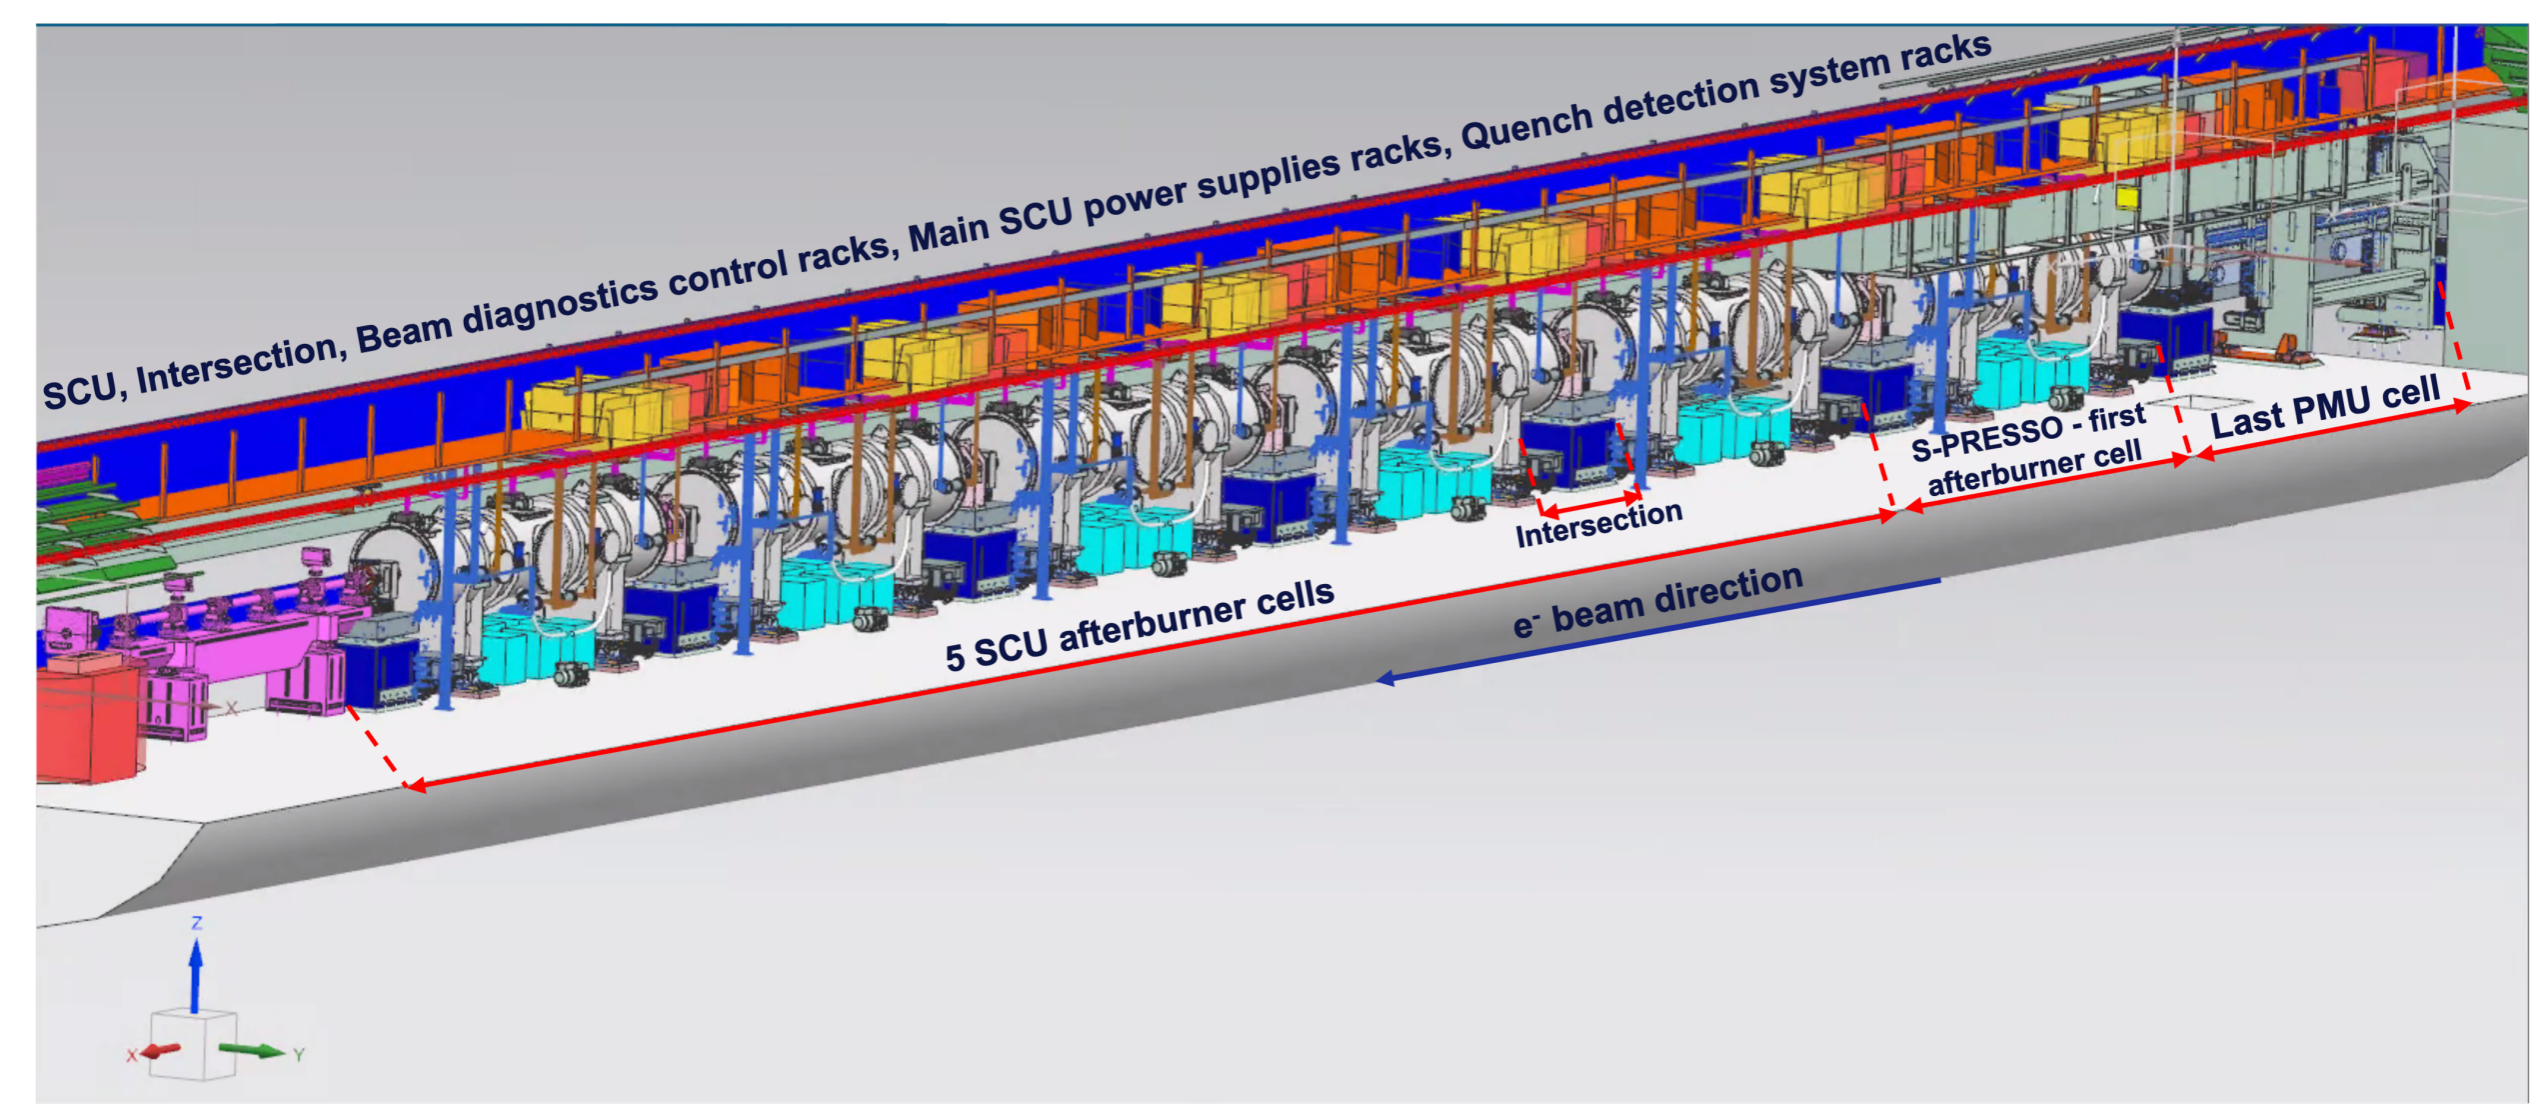 SCU, Intersection, Beam diagnostics control racks, Main SCU power supplies racks, Quench detection system racks
Last PMU cell
S-PRESSO - first
afterburner cell
Intersection
5 SCU afterburner cells
e- beam direction
X
Z
X
Y